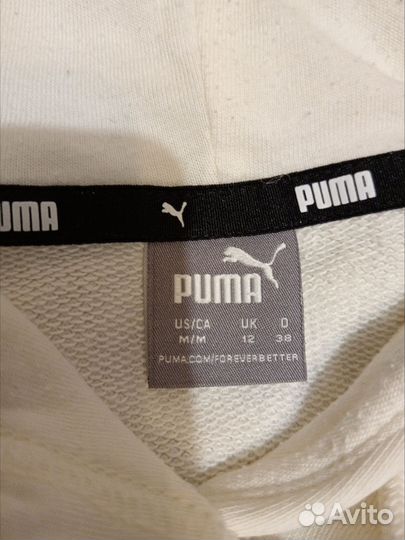 PUMA PUMA
PUMA
US/CA UK D
M/M 12 38
PUMA.COM/FOREVERBETTER
Avito